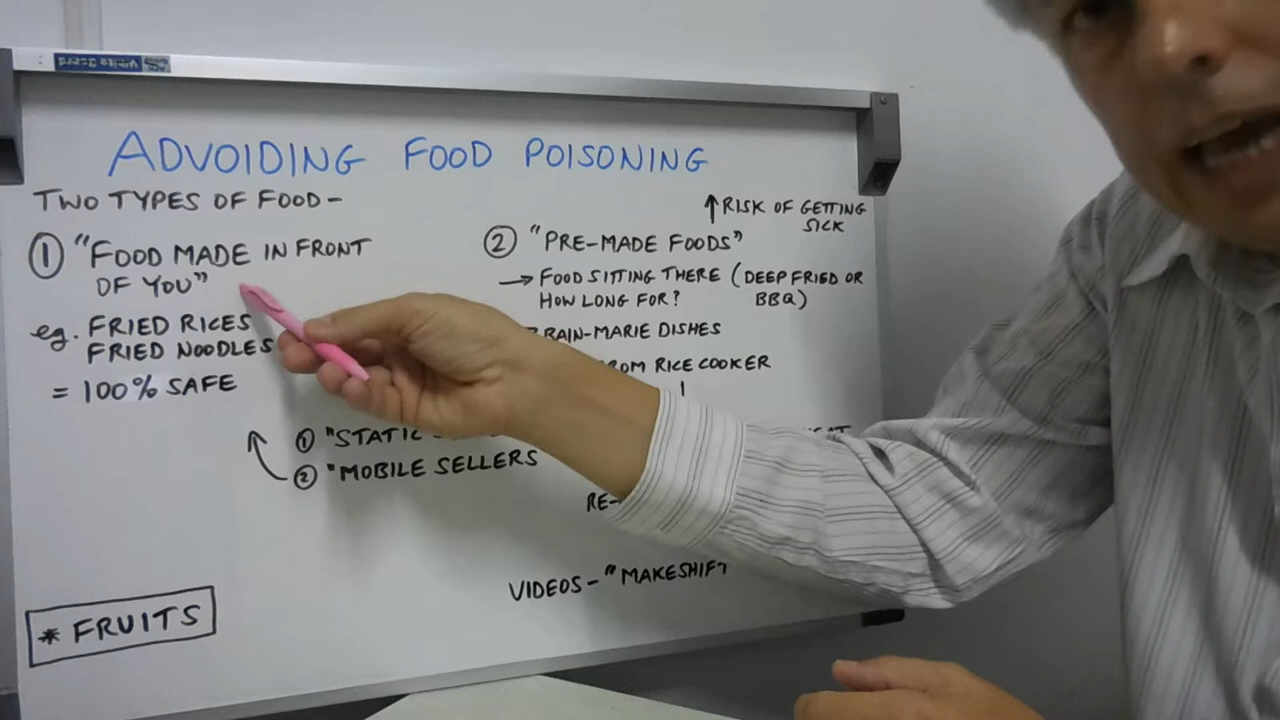 ADVOIDING FOOD POISONING
TWO TYPES OF FOOD -
① "FOOD MADE IN FRONT
OF YOU"
eg. FRIED RICES
FRIED NOODLES
= 100% SAFE
↑ RISK OF GETTING
SICK
② "PRE-MADE FOODS"
→ FOOD SITTING THERE (DEEP FRIED OR
HOW LONG FOR? BBQ)
BRAIN-MARIE DISHES
FROM RICE COOKER
① "STATIC
② "MOBILE SELLERS
RE-
VIDEOS - "MAKESHIFT
* FRUITS